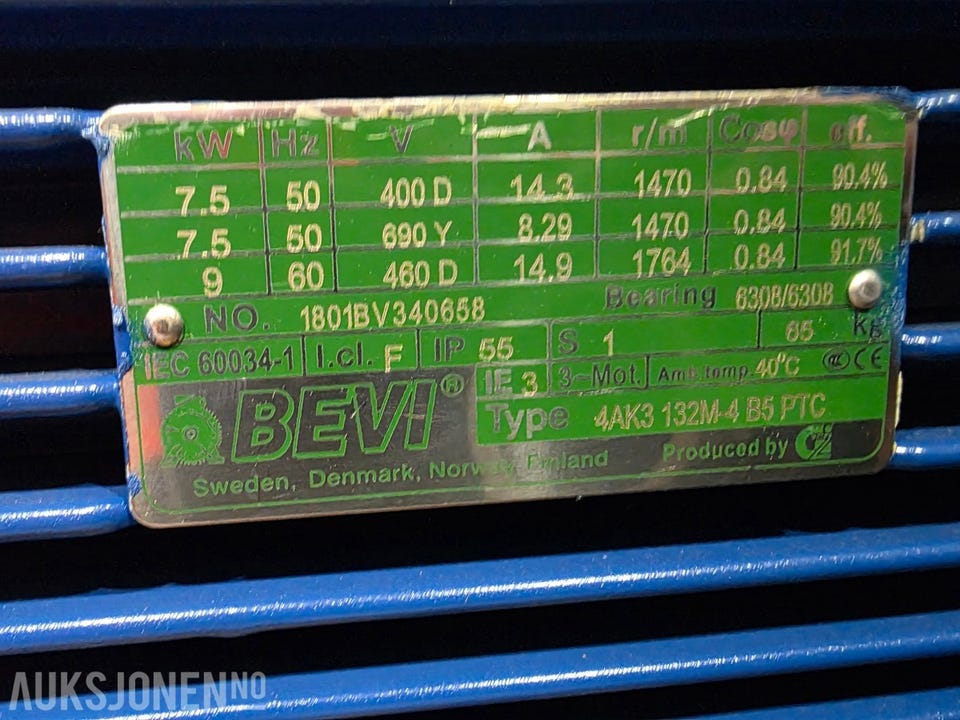 kW Hz V A r/m Cosφ eff.
7.5 50 400 D 14.3 1470 0.84 90.4%
7.5 50 690 Y 8.29 1470 0.84 90.4%
9 60 460 D 14.9 1764 0.84 91.7%
NO. 1801BV340658 Bearing 6308/6308
IEC 60034-1 I.cl. F IP 55 S 1 65 kg
IE 3 3~Mot. Amb.temp. 40°C CCC CE
BEVI® Type 4AK3 132M-4 B5 PTC
Sweden, Denmark, Norway, Finland Produced by
AUKSJONEN.NO